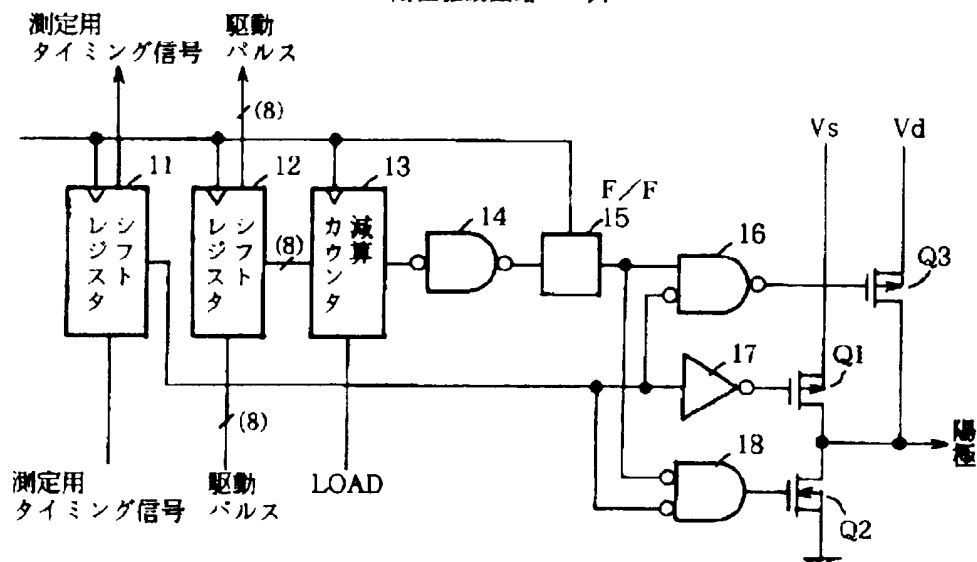 測定用
タイミング信号
駆動
パルス
(8)
Vs
Vd
11
12
13
F/F
シフト
レジスタ
シフト
レジスタ
減算
カウンタ
(8)
14
15
16
Q3
17
Q1
(8)
18
陽極
Q2
測定用
タイミング信号
駆動
パルス
LOAD